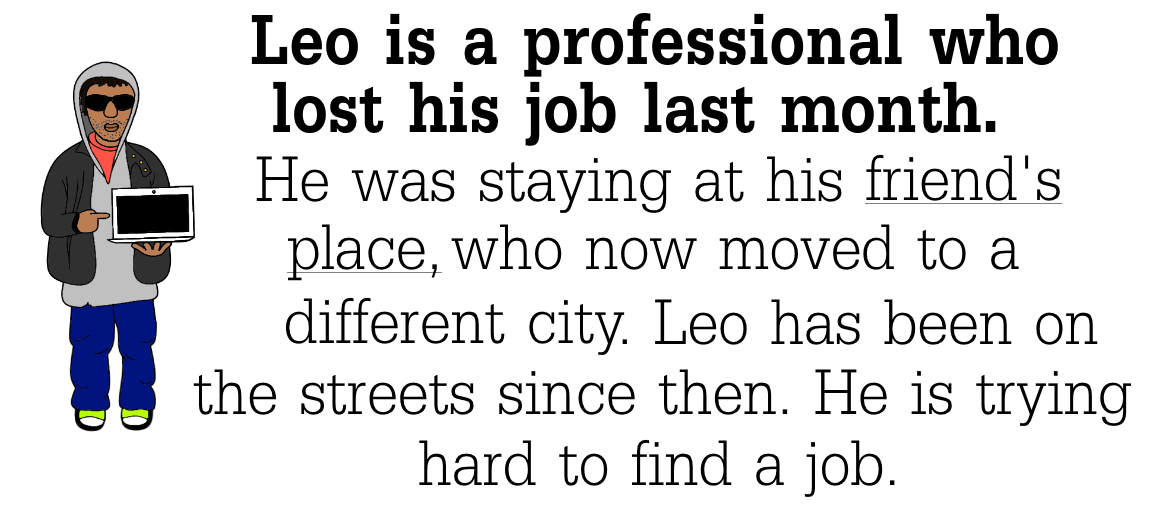 Leo is a professional who
lost his job last month.
He was staying at his friend's
place, who now moved to a
different city. Leo has been on
the streets since then. He is trying
hard to find a job.